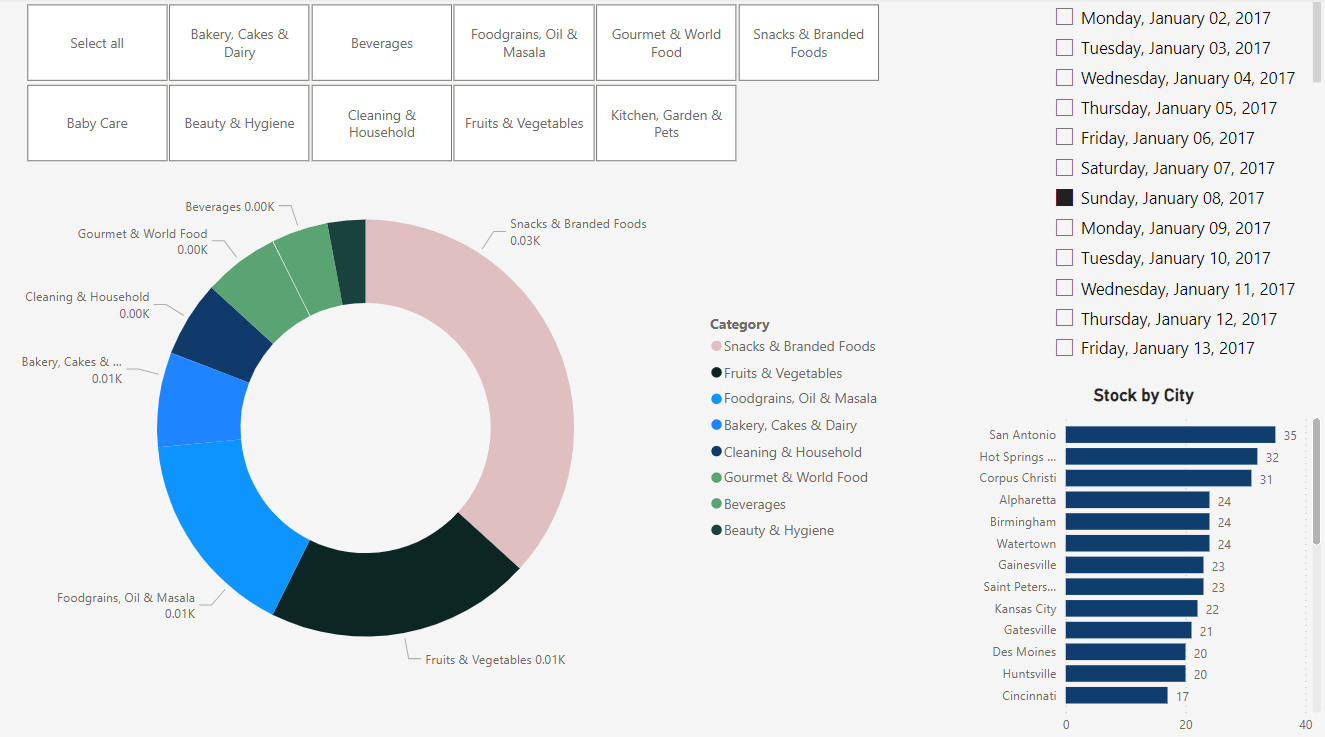 Select all
Bakery, Cakes &
Dairy
Beverages
Foodgrains, Oil &
Masala
Gourmet & World
Food
Snacks & Branded
Foods
Baby Care
Beauty & Hygiene
Cleaning &
Household
Fruits & Vegetables
Kitchen, Garden &
Pets
Monday, January 02, 2017
Tuesday, January 03, 2017
Wednesday, January 04, 2017
Thursday, January 05, 2017
Friday, January 06, 2017
Saturday, January 07, 2017
Sunday, January 08, 2017
Monday, January 09, 2017
Tuesday, January 10, 2017
Wednesday, January 11, 2017
Thursday, January 12, 2017
Friday, January 13, 2017
Beverages 0.00K
Gourmet & World Food
0.00K
Cleaning & Household
0.00K
Bakery, Cakes & ...
0.01K
Foodgrains, Oil & Masala
0.01K
Fruits & Vegetables 0.01K
Snacks & Branded Foods
0.03K
Category
Snacks & Branded Foods
Fruits & Vegetables
Foodgrains, Oil & Masala
Bakery, Cakes & Dairy
Cleaning & Household
Gourmet & World Food
Beverages
Beauty & Hygiene
Stock by City
San Antonio 35
Hot Springs ... 32
Corpus Christi 31
Alpharetta 24
Birmingham 24
Watertown 24
Gainesville 23
Saint Peters... 23
Kansas City 22
Gatesville 21
Des Moines 20
Huntsville 20
Cincinnati 17
0 20 40